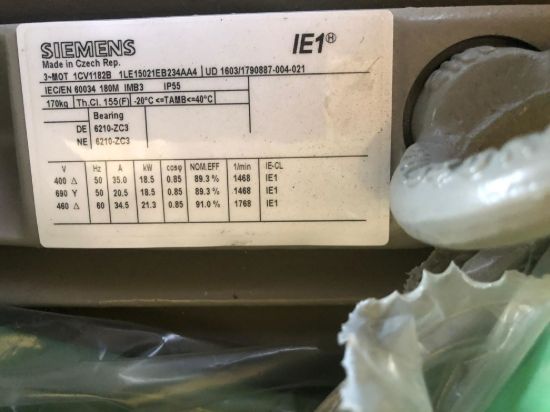 SIEMENS IE1®
Made in Czech Rep.
3~MOT 1CV1182B 1LE15021EB234AA4 UD 1603/1790887-004-021
IEC/EN 60034 180M IMB3 IP55
170kg Th.Cl. 155(F) -20°C <=TAMB<=40°C
Bearing
DE 6210-ZC3
NE 6210-ZC3
V Hz A kW cosφ NOM.EFF 1/min IE-CL
400 Δ 50 35.0 18.5 0.85 89.3 % 1468 IE1
690 Y 50 20.5 18.5 0.85 89.3 % 1468 IE1
460 Δ 60 34.5 21.3 0.85 91.0 % 1768 IE1